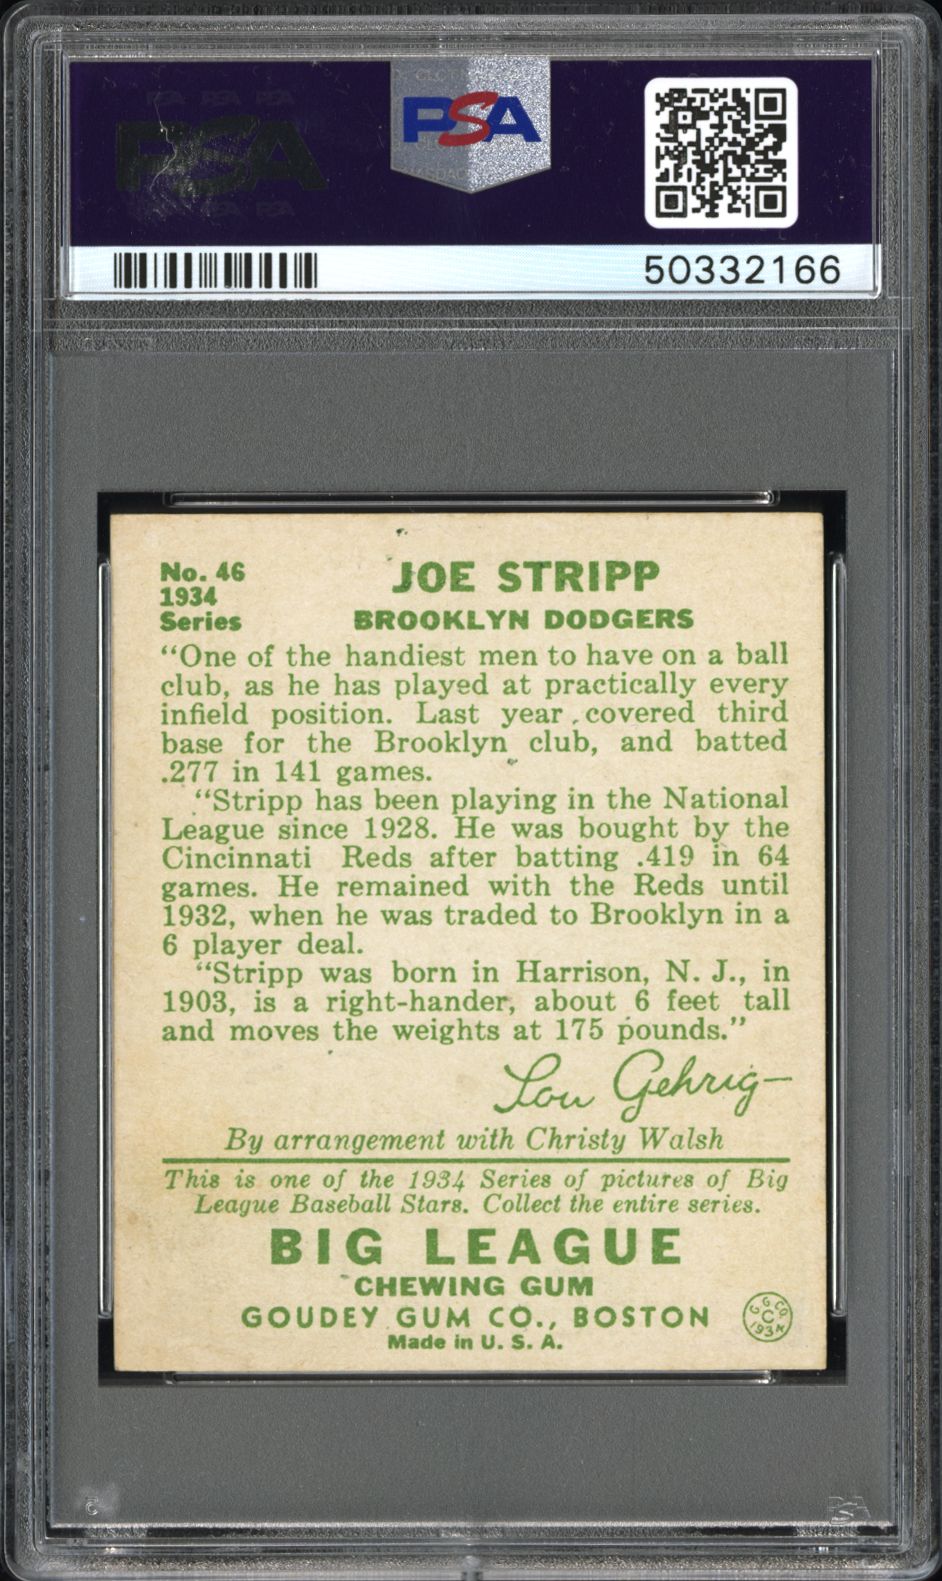 PSA
PSA
50332166
No. 46
1934
Series
JOE STRIPP
BROOKLYN DODGERS
"One of the handiest men to have on a ball
club, as he has played at practically every
infield position. Last year covered third
base for the Brooklyn club, and batted
.277 in 141 games.
"Stripp has been playing in the National
League since 1928. He was bought by the
Cincinnati Reds after batting .419 in 64
games. He remained with the Reds until
1932, when he was traded to Brooklyn in a
6 player deal.
"Stripp was born in Harrison, N. J., in
1903, is a right-hander, about 6 feet tall
and moves the weights at 175 pounds."
Lou Gehrig
By arrangement with Christy Walsh
This is one of the 1934 Series of pictures of Big
League Baseball Stars. Collect the entire series.
BIG LEAGUE
CHEWING GUM
GOUDEY GUM CO., BOSTON
Made in U. S. A.
G. G. CO.
C
1934